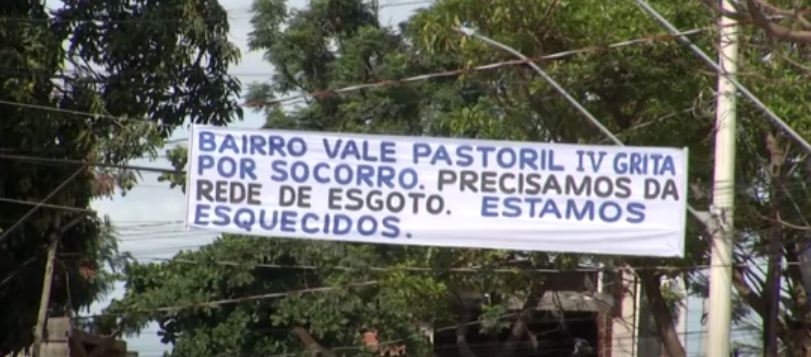 BAIRRO VALE PASTORIL IV GRITA
POR SOCORRO. PRECISAMOS DA
REDE DE ESGOTO. ESTAMOS
ESQUECIDOS.